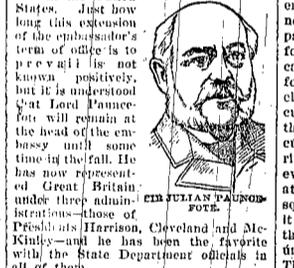 States. Just how
long this extension
of the embassador's
term of office is to
prevail is not
known positively,
but it is understood
that Lord Paunce-
fote will remain at
the head of the em-
bassy until some
time in the fall. He
has now represent-
ed Great Britain
under three admin-
istrations—those of
Presidents Harrison, Cleveland and Mc-
Kinley—and he has been the favorite
with the State Department officials in
all of them
SIR JULIAN PAUNCE-
FOTE.